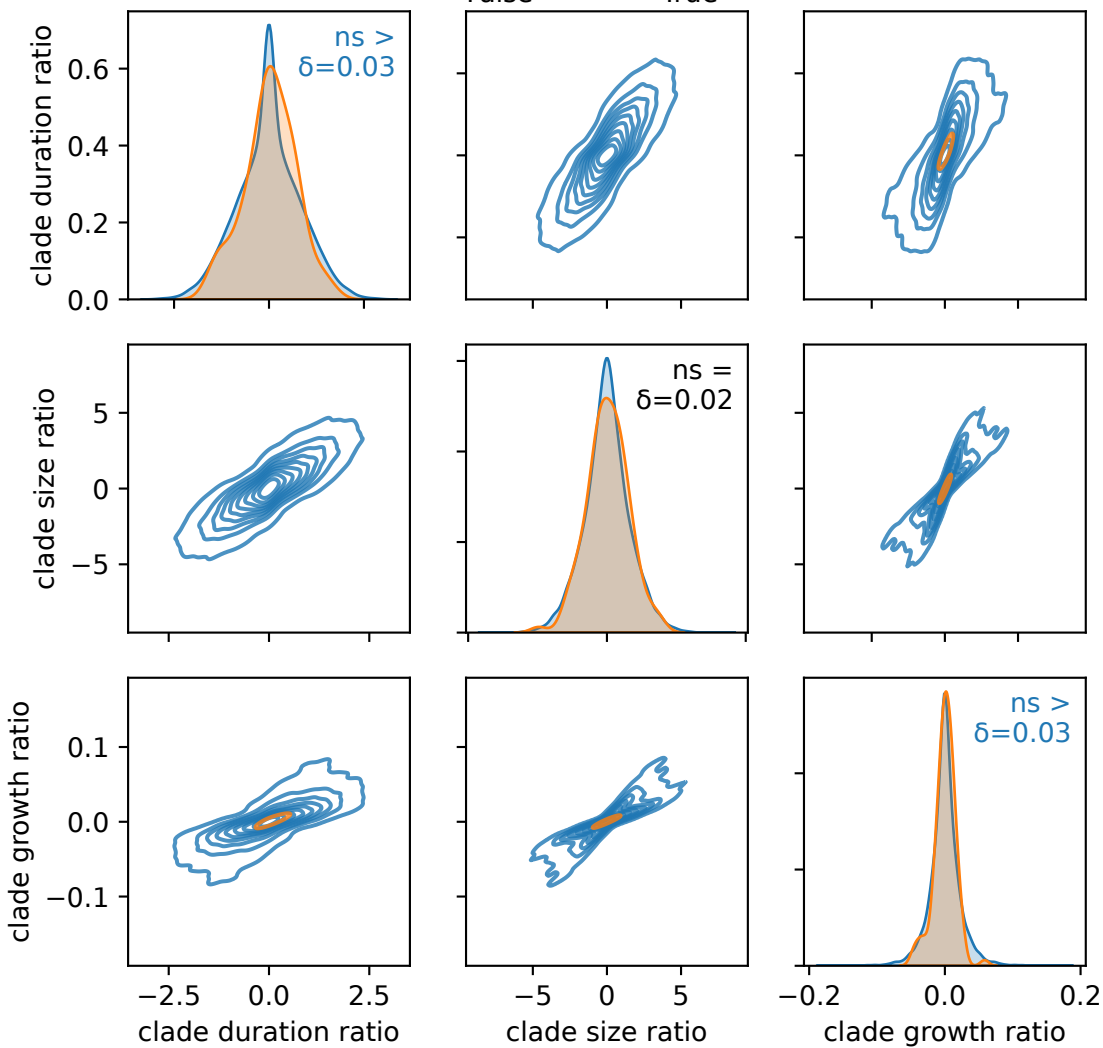 True
clade duration ratio
0.6
0.4
0.2
0.0
ns >
δ=0.03
clade size ratio
5
0
−5
ns =
δ=0.02
clade growth ratio
0.1
0.0
−0.1
ns >
δ=0.03
−2.5 0.0 2.5
−5 0 5
−0.2 0.0 0.2
clade duration ratio
clade size ratio
clade growth ratio